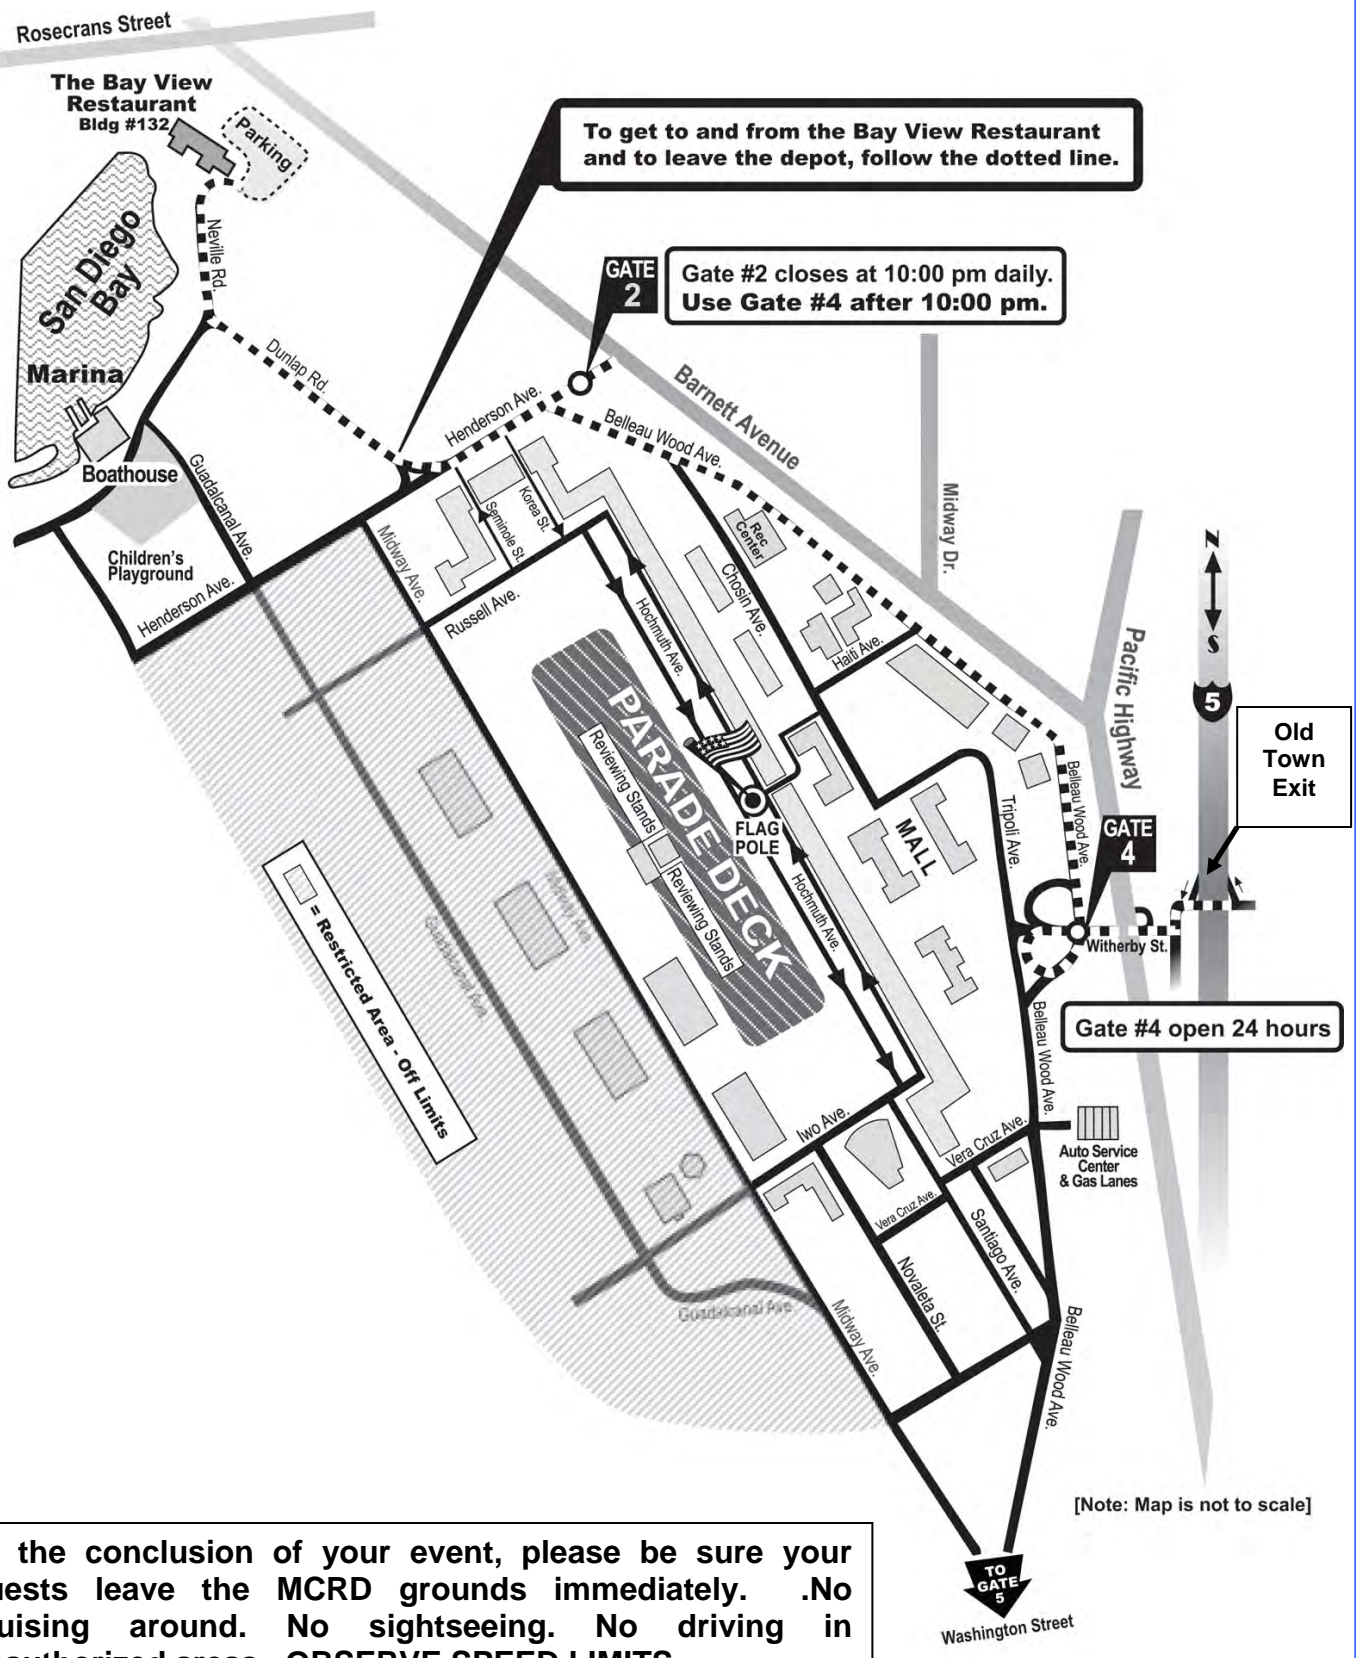 Rosecrans Street
The Bay View
Restaurant
Bldg #132
Parking
To get to and from the Bay View Restaurant
and to leave the depot, follow the dotted line.
San Diego
Bay
Neville Rd.
GATE
2
Gate #2 closes at 10:00 pm daily.
Use Gate #4 after 10:00 pm.
Marina
Dunlap Rd.
Henderson Ave.
Barnett Avenue
Belleau Wood Ave.
Boathouse
Guadalcanal Ave.
Midway Dr.
Seminole St.
Korea St.
Rec
Center
Children's
Playground
Midway Ave.
Henderson Ave.
Russell Ave.
Hochmuth Ave.
Chosin Ave.
Haiti Ave.
Pacific Highway
N
S
5
Old
Town
Exit
PARADE DECK
Reviewing Stands
Reviewing Stands
FLAG
POLE
MALL
Tripoli Ave.
Belleau Wood Ave.
GATE
4
Hochmuth Ave.
Witherby St.
= Restricted Area - Off Limits
Guadalcanal Ave.
Midway Ave.
Gate #4 open 24 hours
Belleau Wood Ave.
Iwo Ave.
Vera Cruz Ave.
Auto Service
Center
& Gas Lanes
Vera Cruz Ave.
Santiago Ave.
Novaleta St.
Guadalcanal Ave.
Midway Ave.
Belleau Wood Ave.
[Note: Map is not to scale]
the conclusion of your event, please be sure your
uests leave the MCRD grounds immediately. .No
uising around. No sightseeing. No driving in
authorized areas. OBSERVE SPEED LIMITS
TO
GATE
5
Washington Street